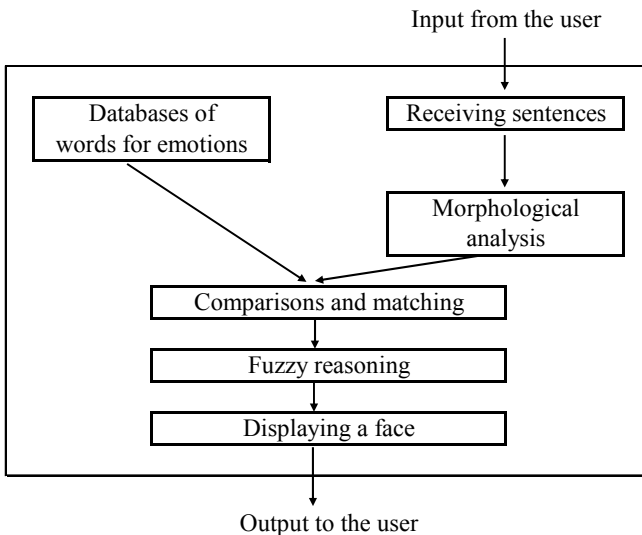 Input from the user
Databases of
words for emotions
Receiving sentences
Morphological
analysis
Comparisons and matching
Fuzzy reasoning
Displaying a face
Output to the user